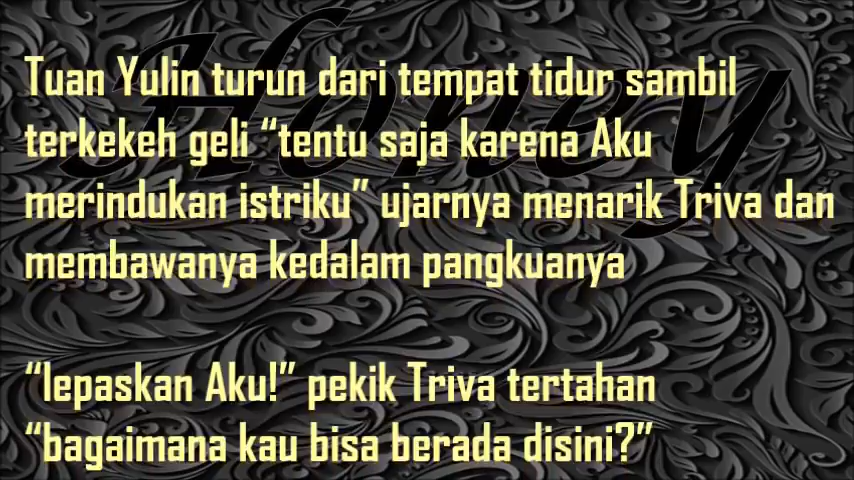 Honey
Tuan Yulin turun dari tempat tidur sambil
terkekeh geli “tentu saja karena Aku
merindukan istriku” ujarnya menarik Triva dan
membawanya kedalam pangkuanya
“lepaskan Aku!” pekik Triva tertahan
“bagaimana kau bisa berada disini?”